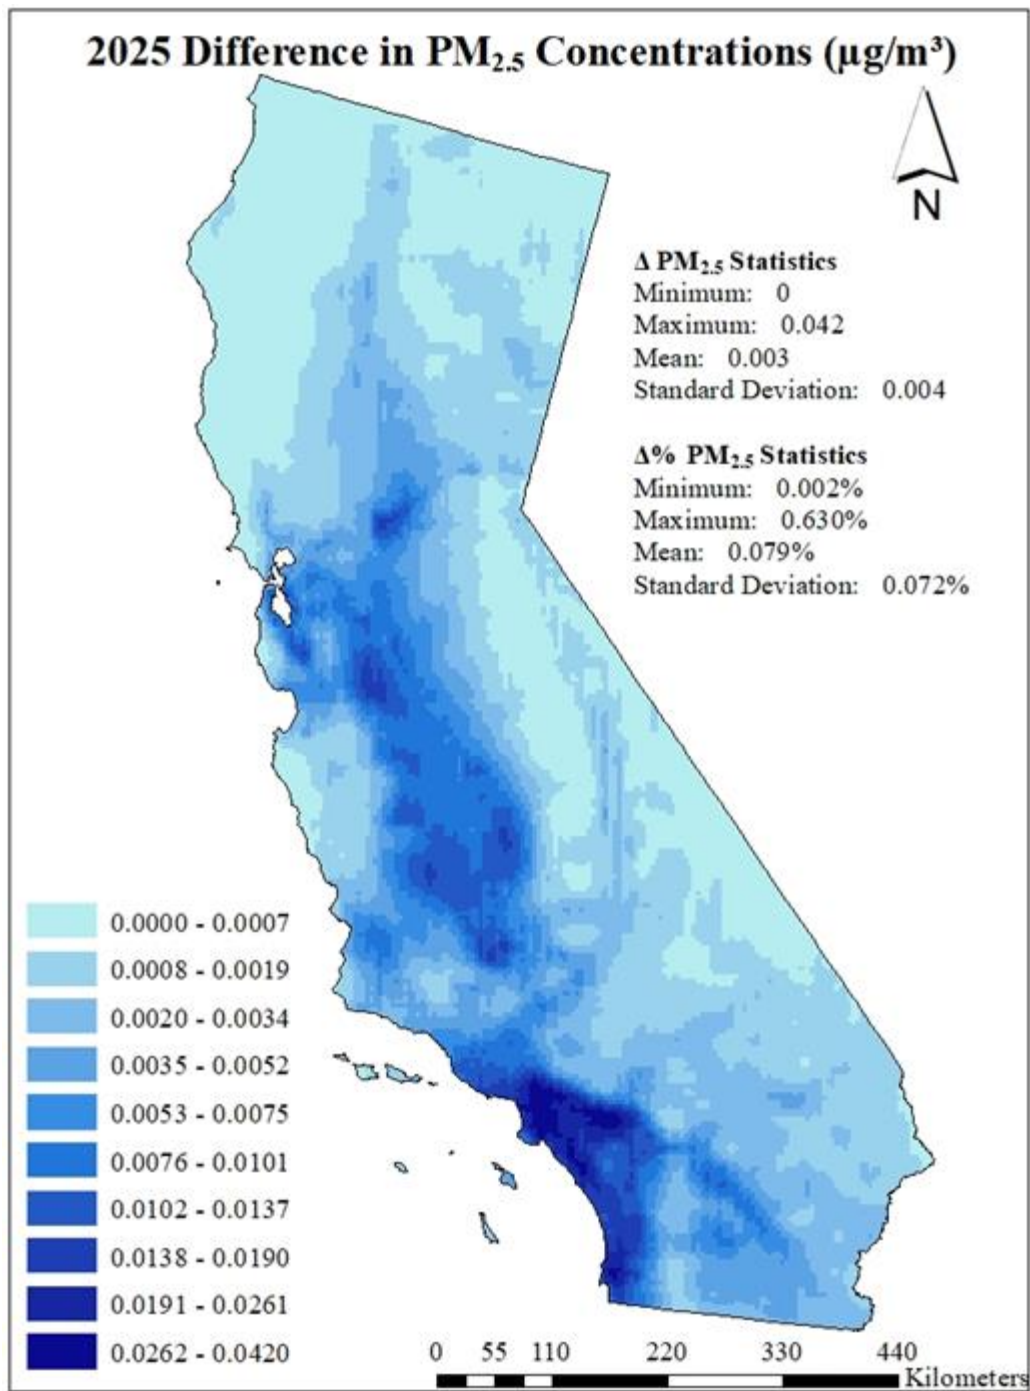 2025 Difference in PM₂.₅ Concentrations (µg/m³)
N
Δ PM₂.₅ Statistics
Minimum: 0
Maximum: 0.042
Mean: 0.003
Standard Deviation: 0.004
Δ% PM₂.₅ Statistics
Minimum: 0.002%
Maximum: 0.630%
Mean: 0.079%
Standard Deviation: 0.072%
0.0000 - 0.0007
0.0008 - 0.0019
0.0020 - 0.0034
0.0035 - 0.0052
0.0053 - 0.0075
0.0076 - 0.0101
0.0102 - 0.0137
0.0138 - 0.0190
0.0191 - 0.0261
0.0262 - 0.0420
0 55 110 220 330 440
Kilometers